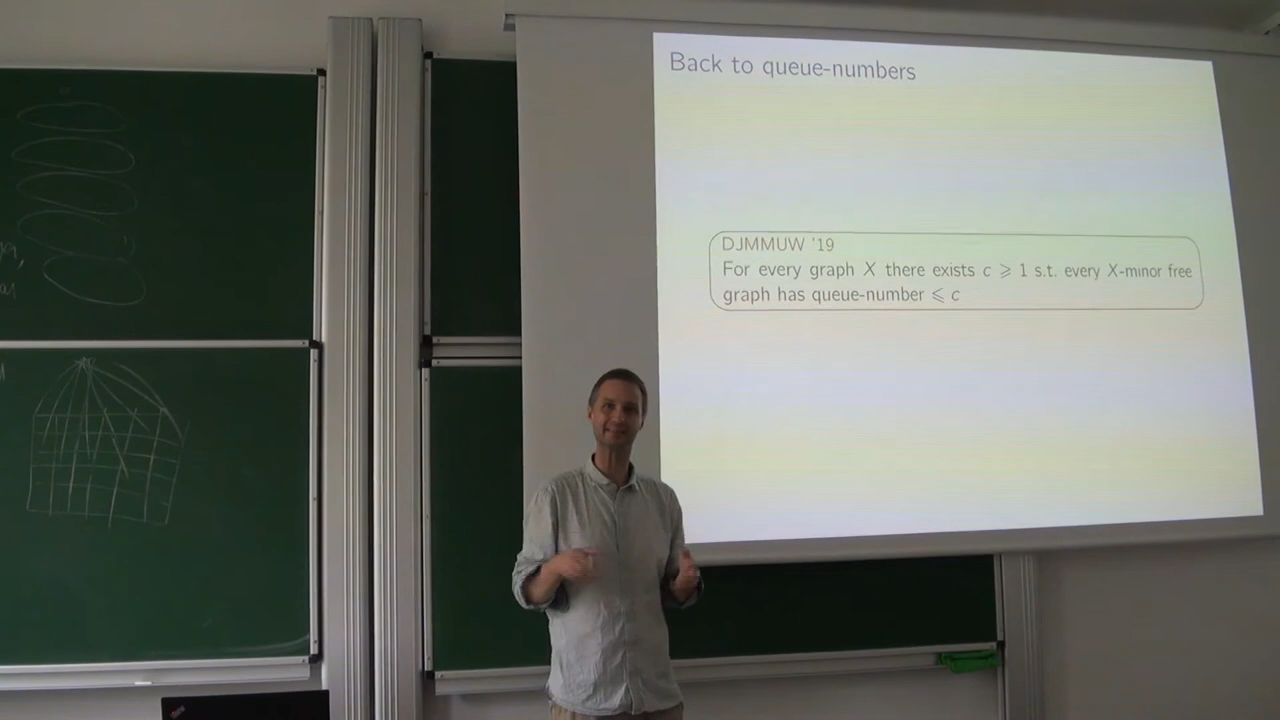 Back to queue-numbers
DJMMUW '19
For every graph X there exists c ⩾ 1 s.t. every X-minor free
graph has queue-number ⩽ c